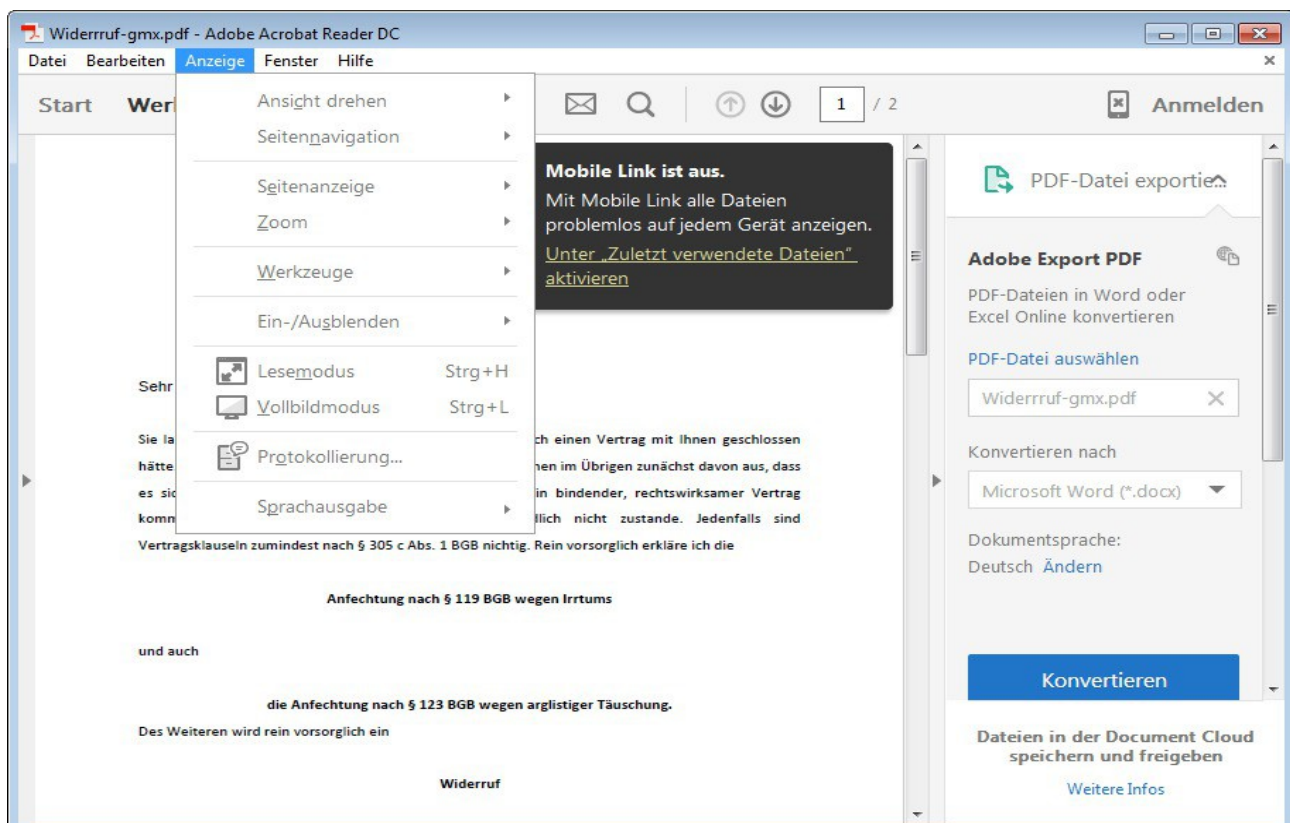 Widerrruf-gmx.pdf - Adobe Acrobat Reader DC
Datei Bearbeiten Anzeige Fenster Hilfe
Start Wer
1 / 2
Anmelden
Ansicht drehen
Seitennavigation
Seitenanzeige
Zoom
Werkzeuge
Ein-/Ausblenden
Lesemodus Strg+H
Vollbildmodus Strg+L
Protokollierung...
Sprachausgabe
Mobile Link ist aus.
Mit Mobile Link alle Dateien
problemlos auf jedem Gerät anzeigen.
Unter „Zuletzt verwendete Dateien“
aktivieren
Sehr
Sie la ch einen Vertrag mit Ihnen geschlossen
hätte nen im Übrigen zunächst davon aus, dass
es sic in bindender, rechtswirksamer Vertrag
komm dlich nicht zustande. Jedenfalls sind
Vertragsklauseln zumindest nach § 305 c Abs. 1 BGB nichtig. Rein vorsorglich erkläre ich die
Anfechtung nach § 119 BGB wegen Irrtums
und auch
die Anfechtung nach § 123 BGB wegen arglistiger Täuschung.
Des Weiteren wird rein vorsorglich ein
Widerruf
PDF-Datei exportie...
Adobe Export PDF
PDF-Dateien in Word oder
Excel Online konvertieren
PDF-Datei auswählen
Widerrruf-gmx.pdf
Konvertieren nach
Microsoft Word (*.docx)
Dokumentsprache:
Deutsch Ändern
Konvertieren
Dateien in der Document Cloud
speichern und freigeben
Weitere Infos